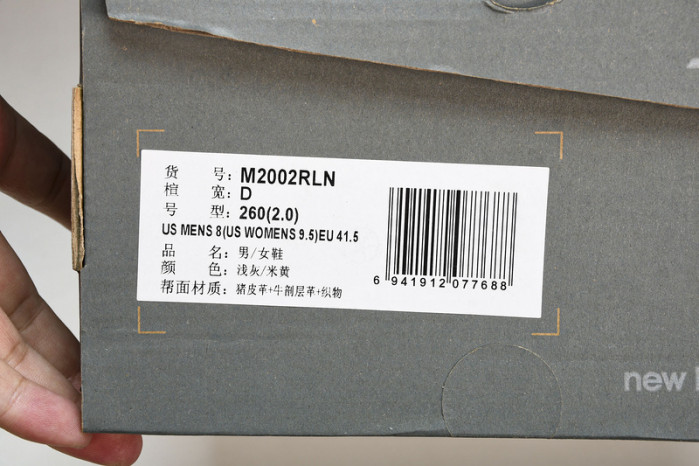 货 号: M2002RLN
楦 宽: D
号 型: 260(2.0)
US MENS 8(US WOMENS 9.5)EU 41.5
品 名: 男/女鞋
颜 色: 浅灰/米黄
帮面材质: 猪皮革+牛剖层革+织物
6 941912 077688
new